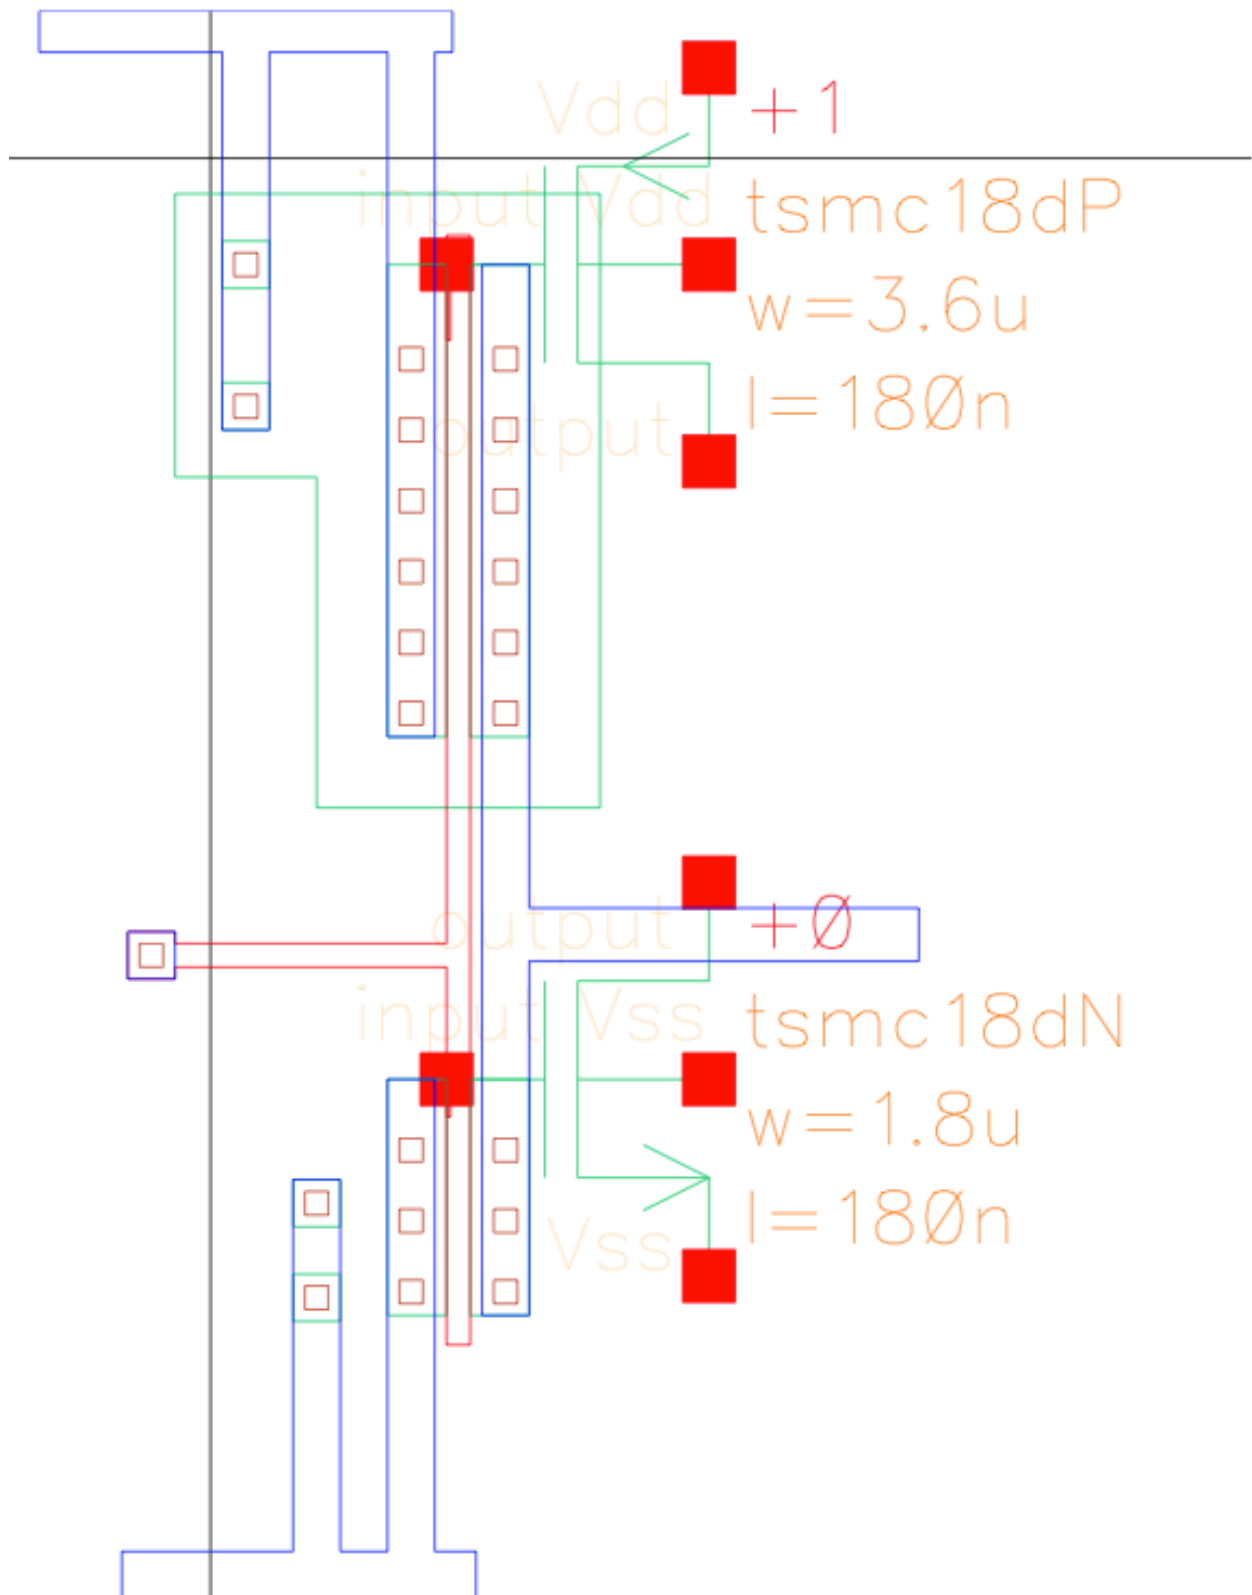 Vdd
+1
input Vdd
tsmc18dP
w=3.6u
l=180n
output
output
+0
input Vss
tsmc18dN
w=1.8u
l=180n
Vss